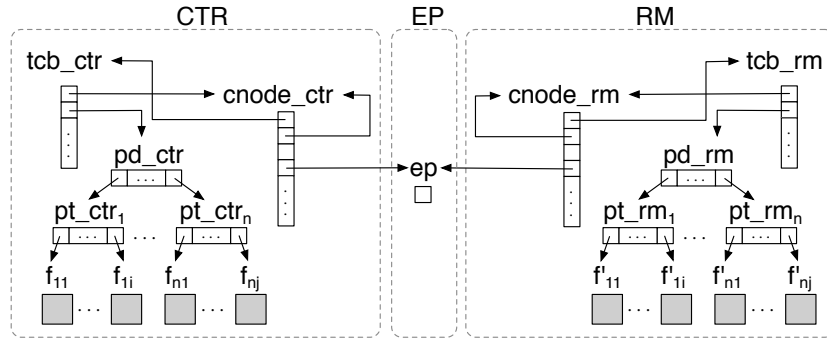 CTR EP RM
tcb_ctr tcb_rm
cnode_ctr cnode_rm
pd_ctr ep pd_rm
pt_ctr₁ pt_ctrₙ pt_rm₁ pt_rmₙ
f₁₁ f₁ᵢ fₙ₁ fₙⱼ f'₁₁ f'₁ᵢ f'ₙ₁ f'ₙⱼ